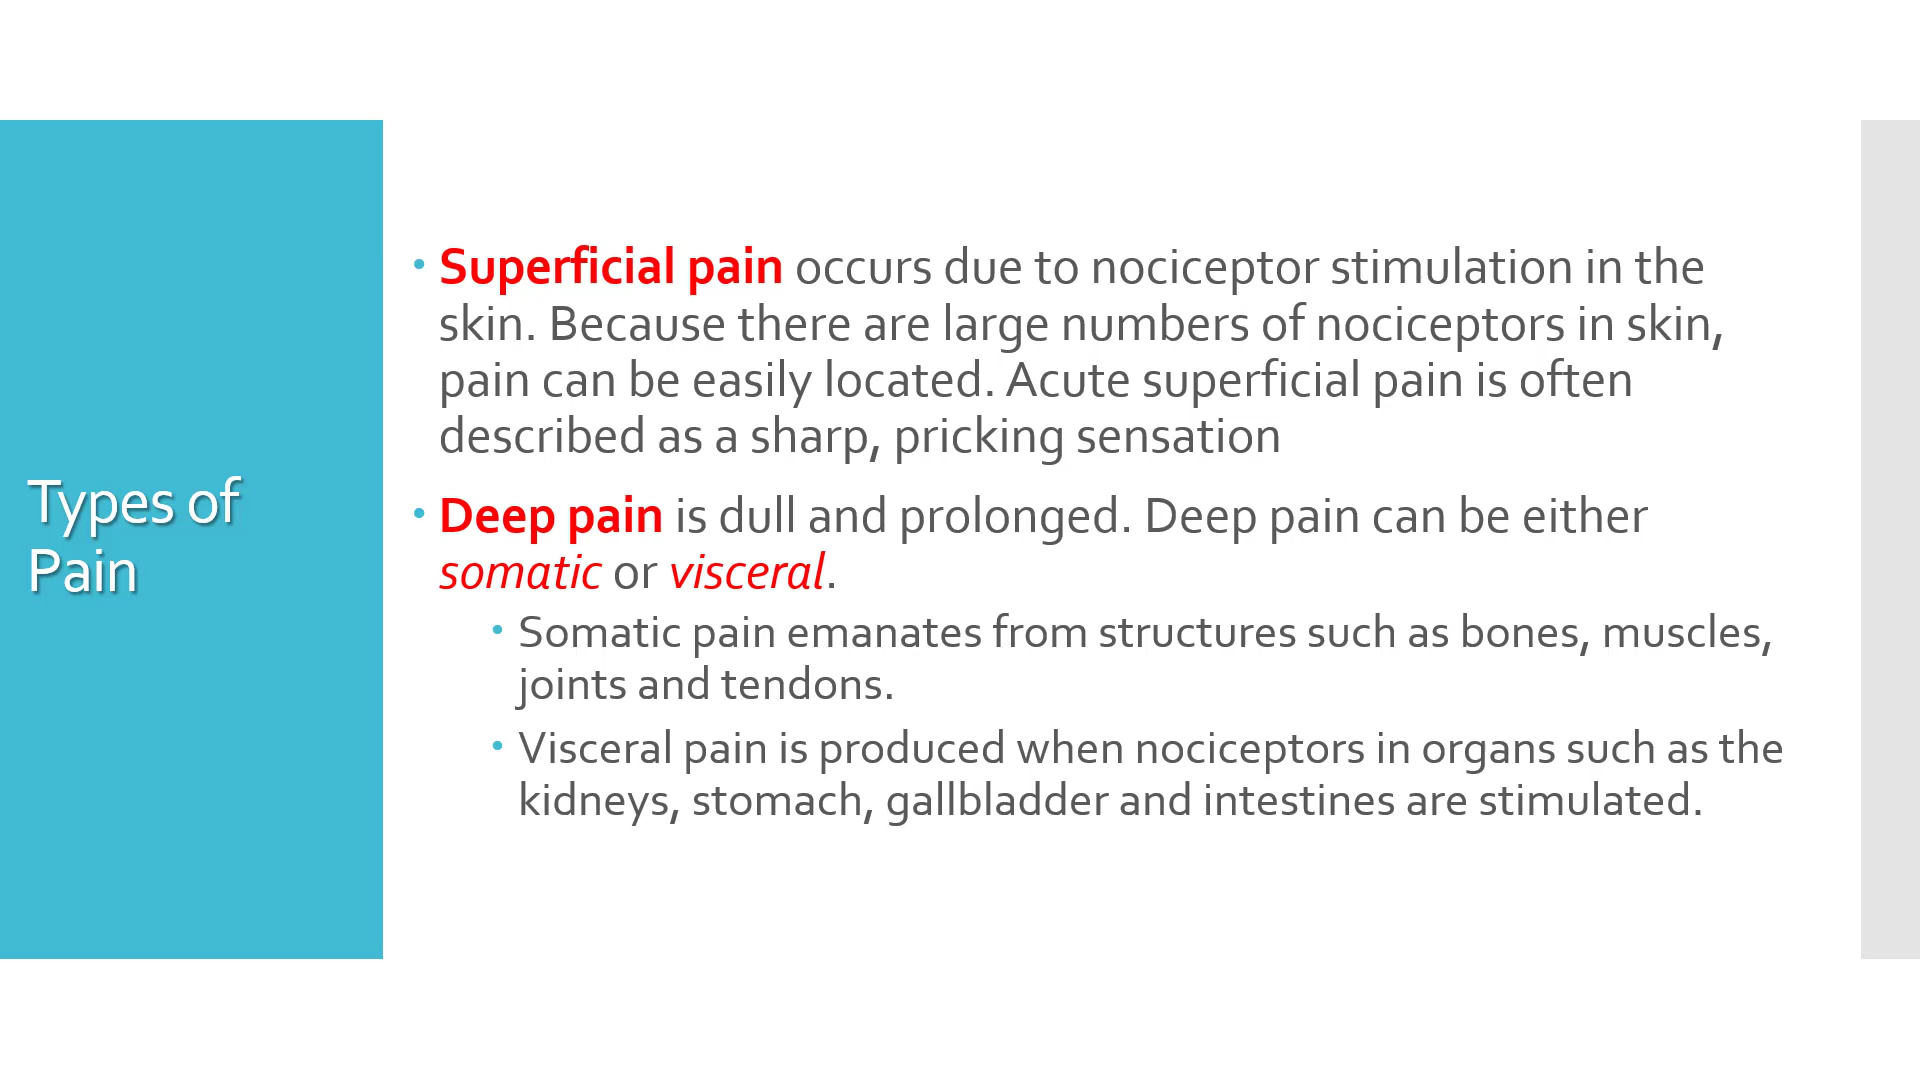 Types of
Pain
• Superficial pain occurs due to nociceptor stimulation in the
skin. Because there are large numbers of nociceptors in skin,
pain can be easily located. Acute superficial pain is often
described as a sharp, pricking sensation
• Deep pain is dull and prolonged. Deep pain can be either
somatic or visceral.
• Somatic pain emanates from structures such as bones, muscles,
joints and tendons.
• Visceral pain is produced when nociceptors in organs such as the
kidneys, stomach, gallbladder and intestines are stimulated.